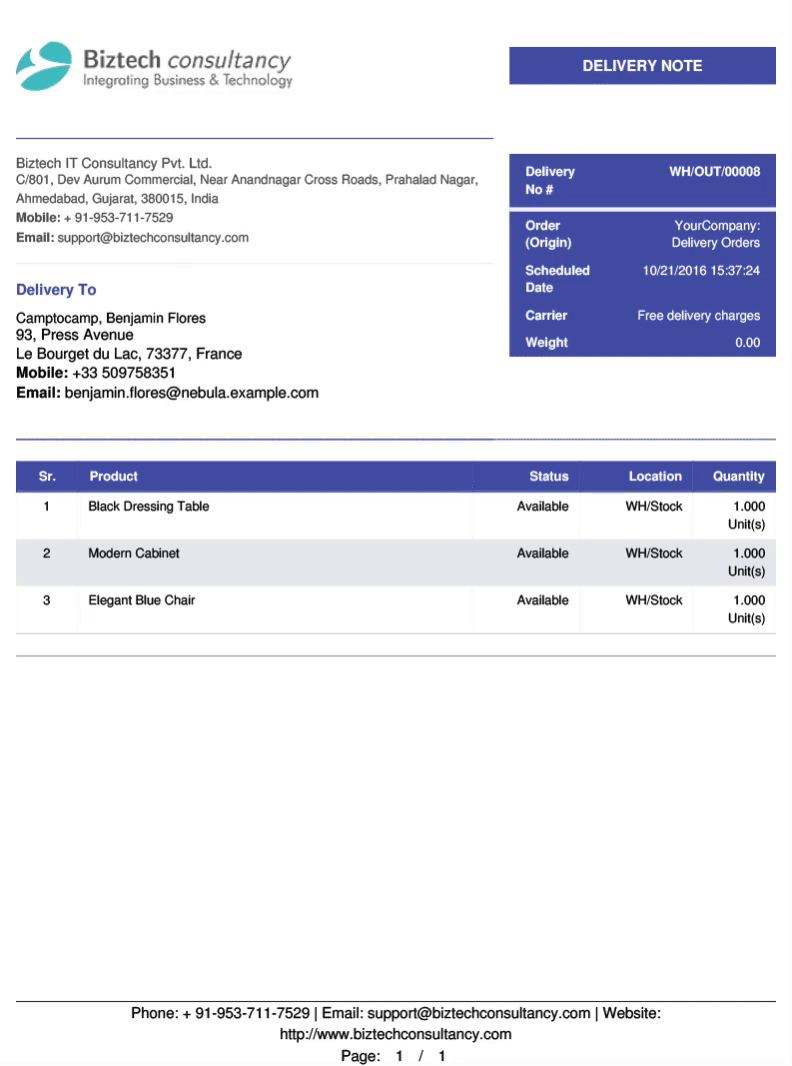 Biztech consultancy
Integrating Business & Technology
DELIVERY NOTE
Biztech IT Consultancy Pvt. Ltd.
C/801, Dev Aurum Commercial, Near Anandnagar Cross Roads, Prahalad Nagar,
Ahmedabad, Gujarat, 380015, India
Mobile: + 91-953-711-7529
Email: support@biztechconsultancy.com
Delivery WH/OUT/00008
No #
Order YourCompany:
(Origin) Delivery Orders
Scheduled 10/21/2016 15:37:24
Date
Carrier Free delivery charges
Weight 0.00
Delivery To
Camptocamp, Benjamin Flores
93, Press Avenue
Le Bourget du Lac, 73377, France
Mobile: +33 509758351
Email: benjamin.flores@nebula.example.com
Sr. Product Status Location Quantity
1 Black Dressing Table Available WH/Stock 1.000
Unit(s)
2 Modern Cabinet Available WH/Stock 1.000
Unit(s)
3 Elegant Blue Chair Available WH/Stock 1.000
Unit(s)
Phone: + 91-953-711-7529 | Email: support@biztechconsultancy.com | Website:
http://www.biztechconsultancy.com
Page: 1 / 1